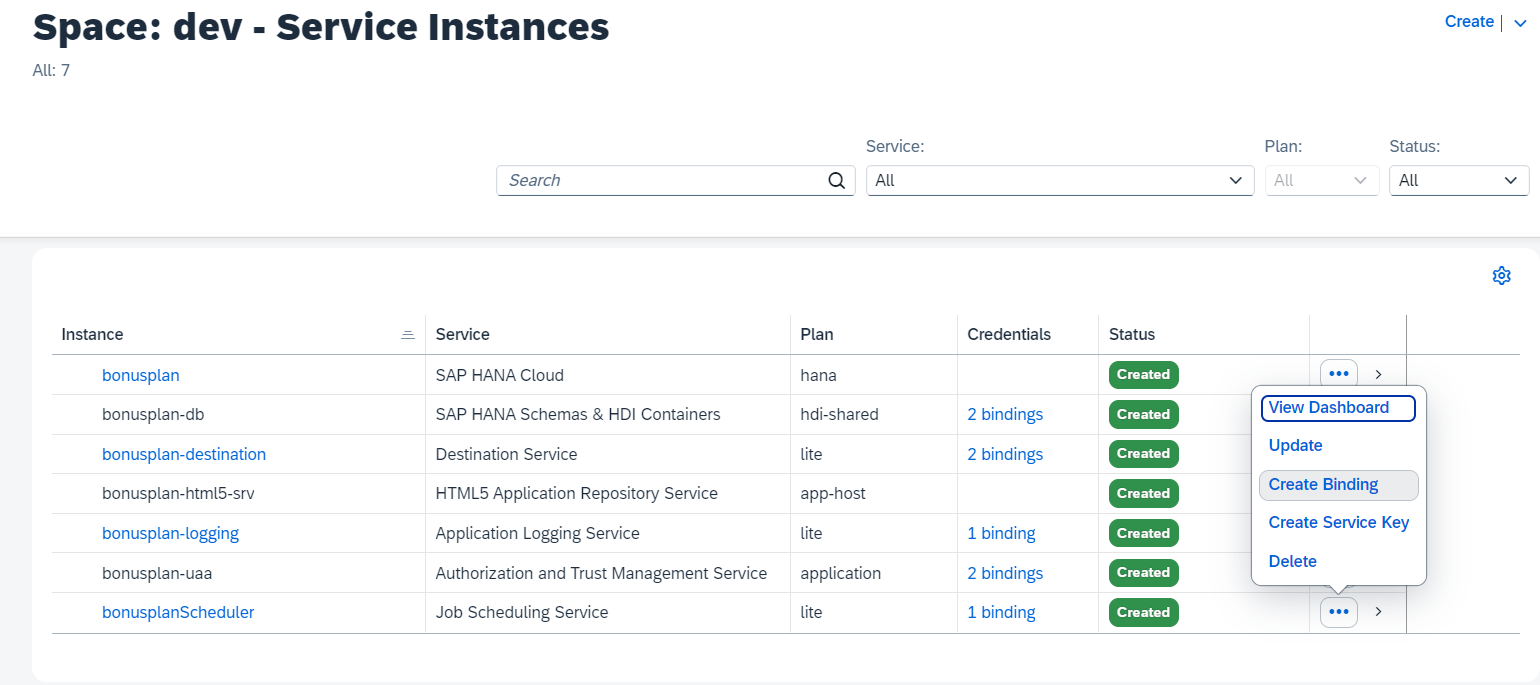 Space: dev - Service Instances
Create
All: 7
Service:
Plan:
Status:
Search
All
All
All
Instance Service Plan Credentials Status
bonusplan SAP HANA Cloud hana Created
bonusplan-db SAP HANA Schemas & HDI Containers hdi-shared 2 bindings Created
bonusplan-destination Destination Service lite 2 bindings Created
bonusplan-html5-srv HTML5 Application Repository Service app-host Created
bonusplan-logging Application Logging Service lite 1 binding Created
bonusplan-uaa Authorization and Trust Management Service application 2 bindings Created
bonusplanScheduler Job Scheduling Service lite 1 binding Created
View Dashboard
Update
Create Binding
Create Service Key
Delete